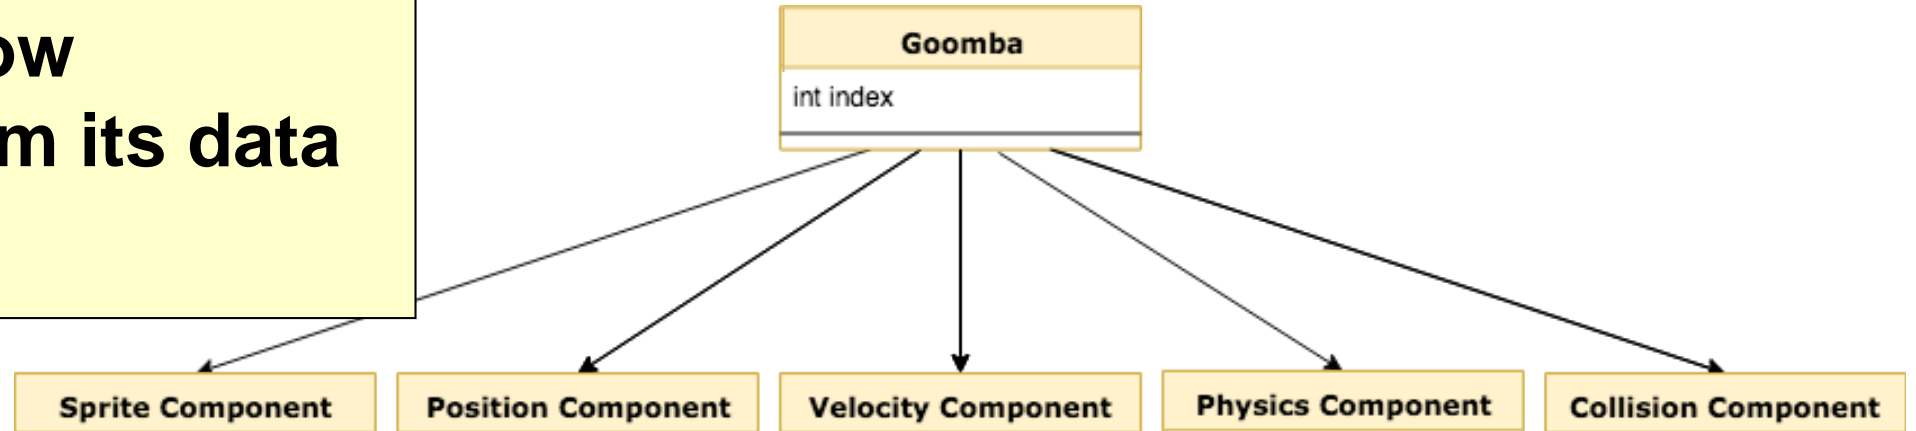 ow
m its data
Goomba
int index
Sprite Component
Position Component
Velocity Component
Physics Component
Collision Component